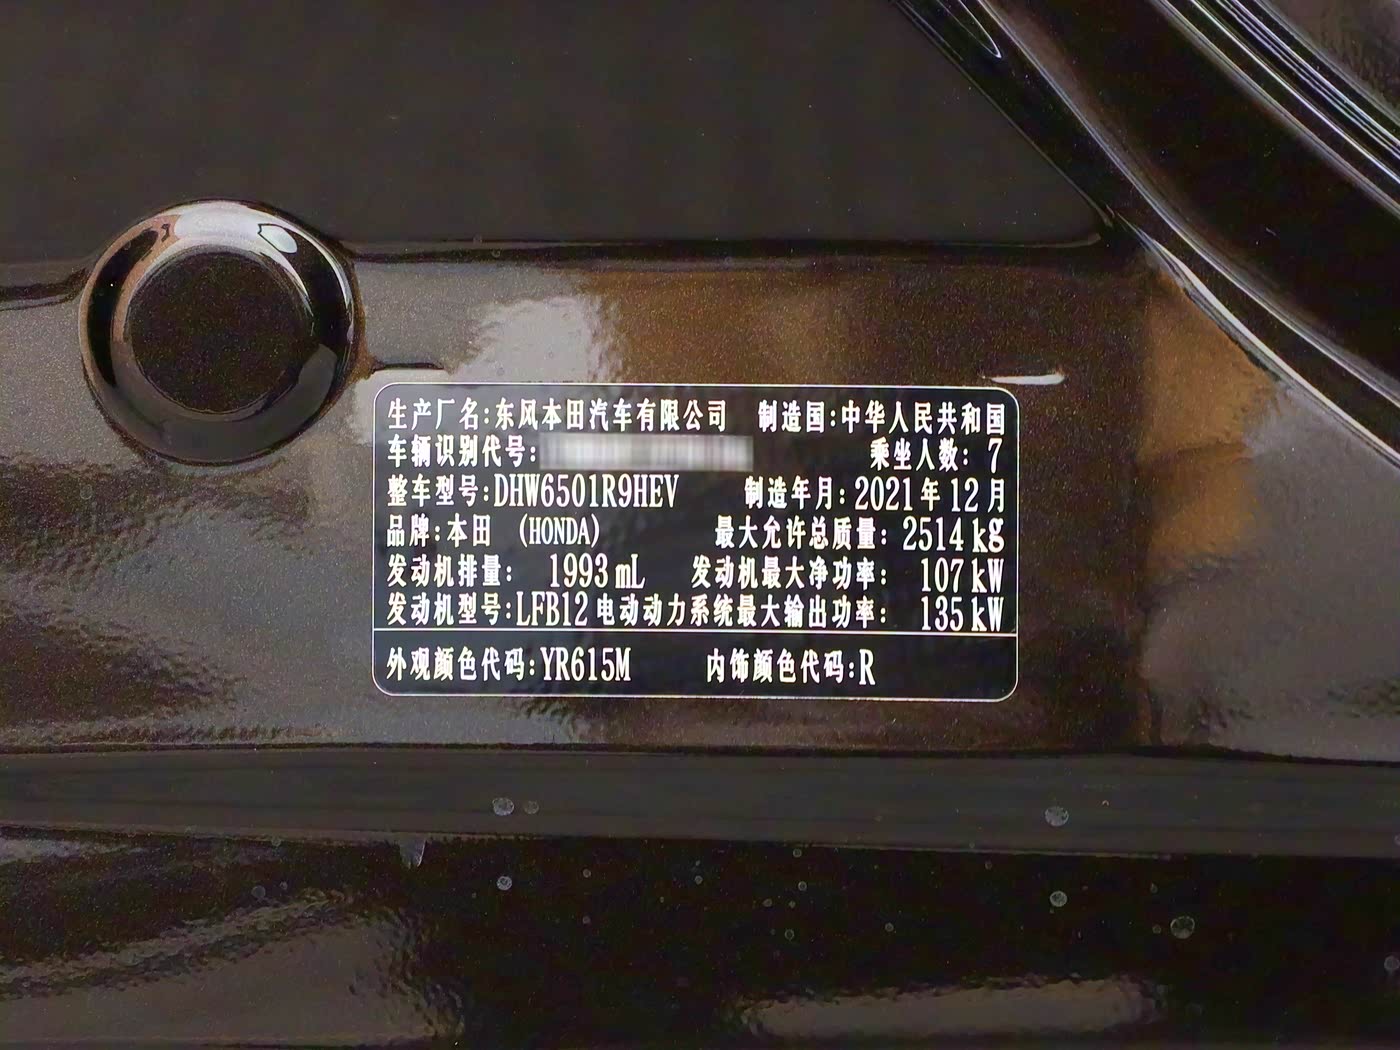 生产厂名:东风本田汽车有限公司 制造国:中华人民共和国
车辆识别代号: 乘坐人数: 7
整车型号:DHW6501R9HEV 制造年月:2021年12月
品牌:本田 (HONDA) 最大允许总质量: 2514 kg
发动机排量: 1993 mL 发动机最大净功率: 107 kW
发动机型号:LFB12 电动动力系统最大输出功率: 135 kW
外观颜色代码:YR615M 内饰颜色代码:R